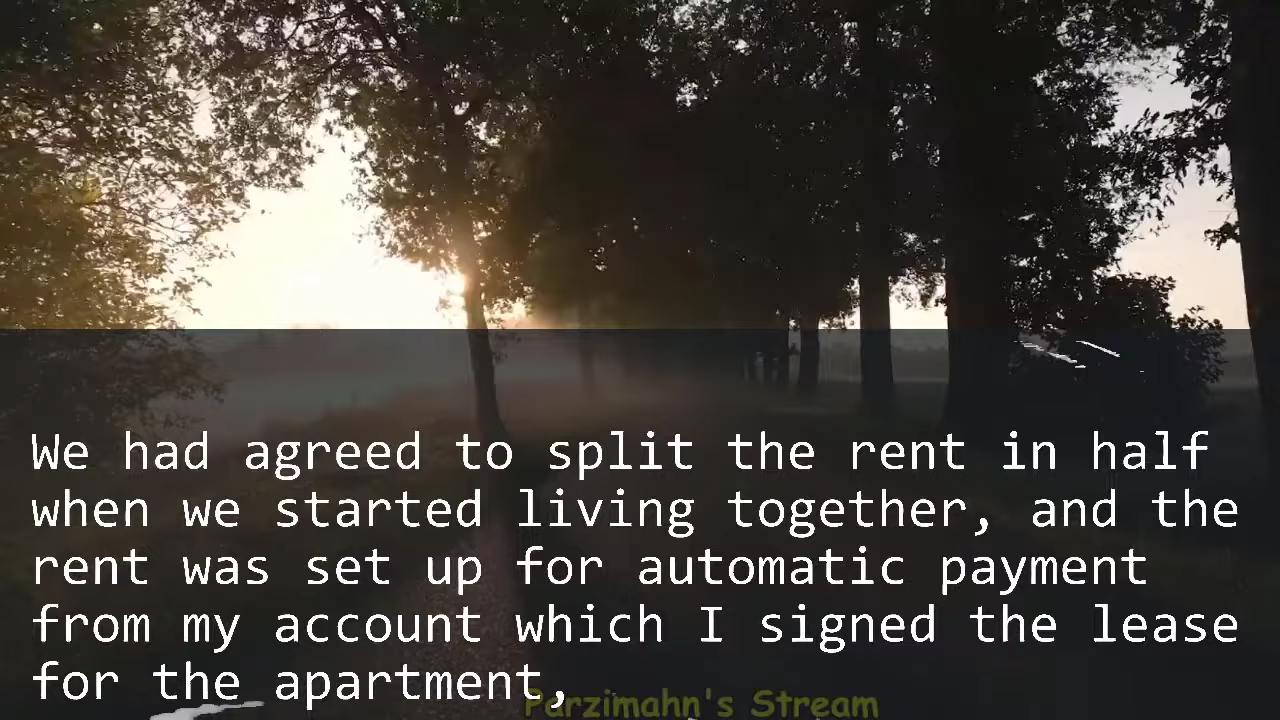 We had agreed to split the rent in half
when we started living together, and the
rent was set up for automatic payment
from my account which I signed the lease
for the apartment,
Parzimahn's Stream